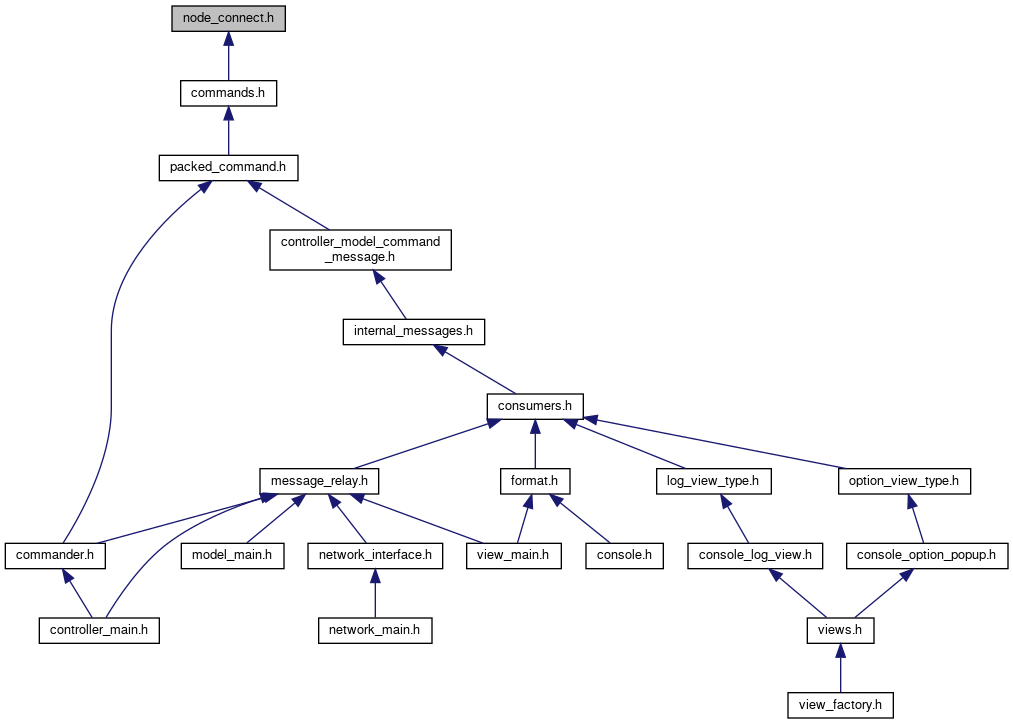 node_connect.h
commands.h
packed_command.h
controller_model_command
_message.h
internal_messages.h
consumers.h
message_relay.h
format.h
log_view_type.h
option_view_type.h
commander.h
model_main.h
network_interface.h
view_main.h
console.h
console_log_view.h
console_option_popup.h
controller_main.h
network_main.h
views.h
view_factory.h